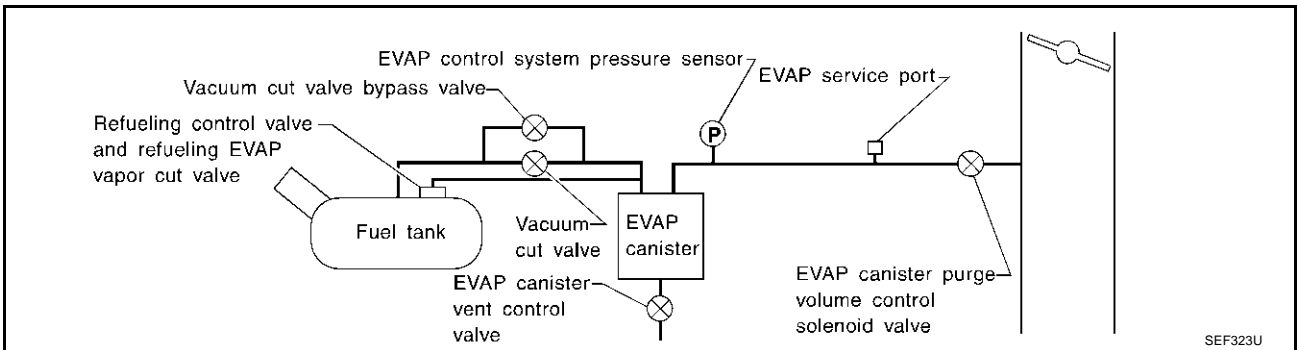 EVAP control system pressure sensor
EVAP service port
Vacuum cut valve bypass valve
Refueling control valve
and refueling EVAP
vapor cut valve
P
Fuel tank
Vacuum
cut valve
EVAP
canister
EVAP canister
vent control
valve
EVAP canister purge
volume control
solenoid valve
SEF323U